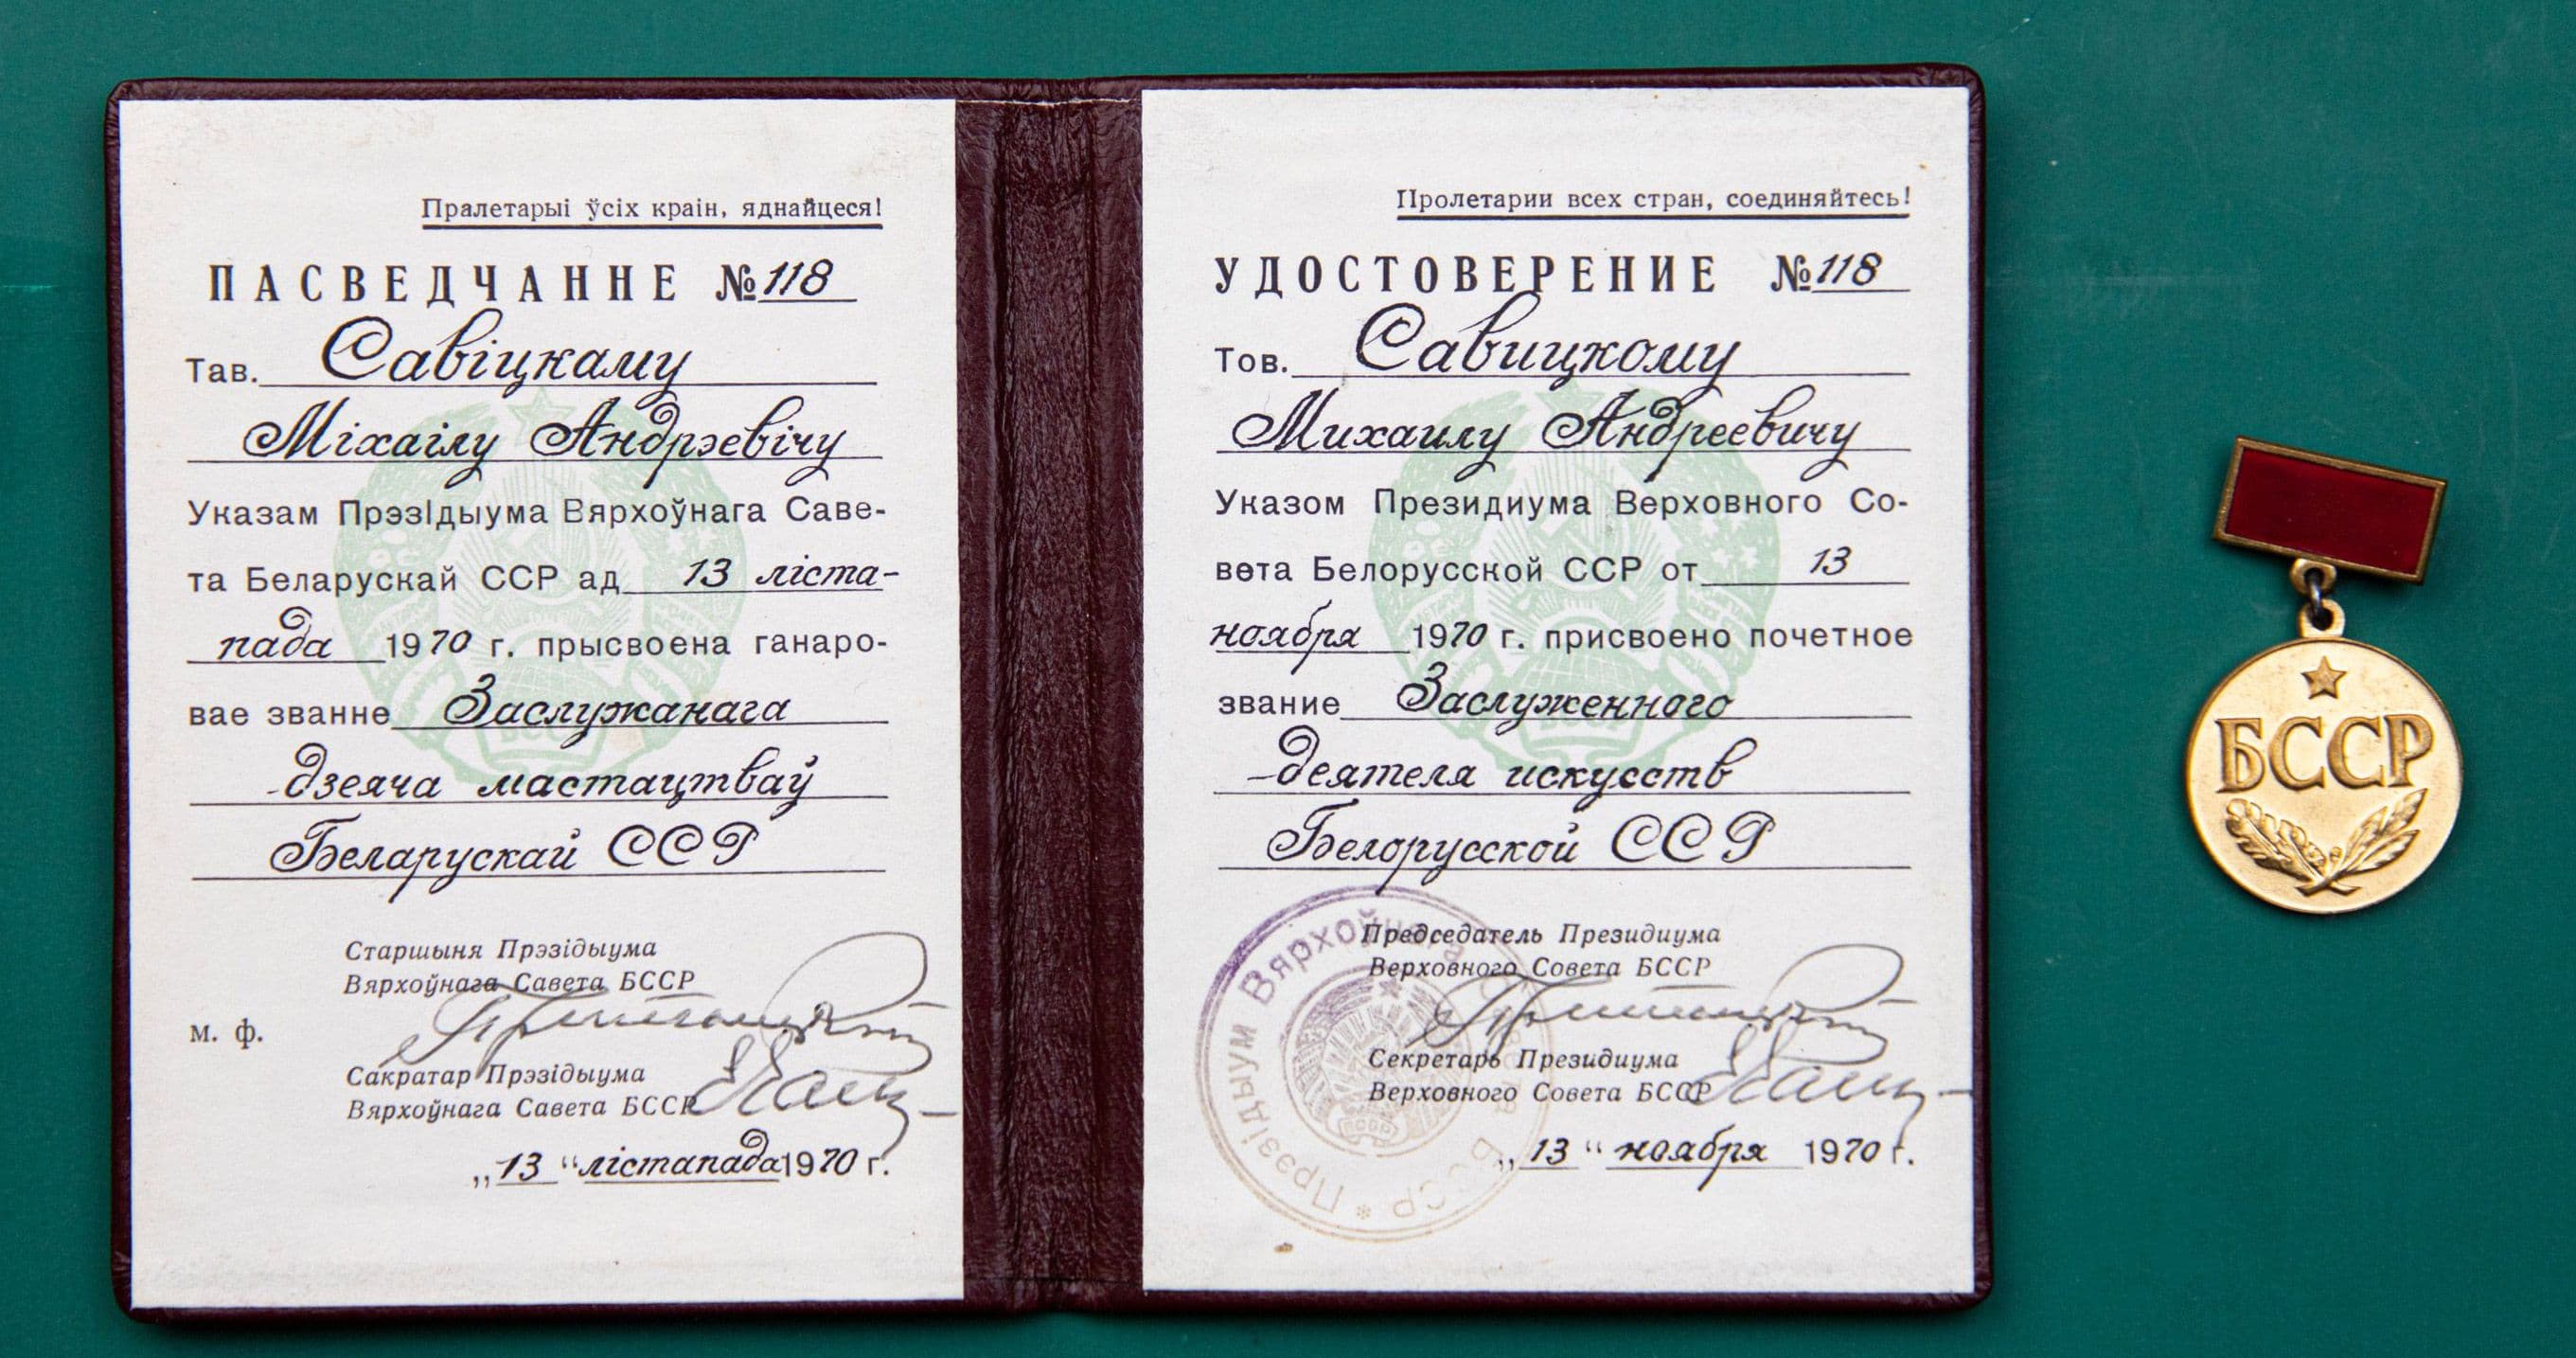 Пралетарыі ўсіх краін, яднайцеся!
ПАСВЕДЧАННЕ №118
Тав. Савіцкаму
Міхаілу Андрэевічу
Указам Прэзідыума Вярхоўнага Саве-
та Беларускай ССР ад 13 ліста-
пада 1970 г. прысвоена ганаро-
вае званне Заслужанага
дзеяча мастацтваў
Беларускай ССР
Старшыня Прэзідыума
Вярхоўнага Савета БССР
м. ф.
Сакратар Прэзідыума
Вярхоўнага Савета БССР
„13“ лістапада 1970 г.
Пролетарии всех стран, соединяйтесь!
УДОСТОВЕРЕНИЕ №118
Тов. Савицкому
Михаилу Андреевичу
Указом Президиума Верховного Со-
вета Белорусской ССР от 13
ноября 1970 г. присвоено почетное
звание Заслуженного
деятеля искусств
Белорусской ССР
Председатель Президиума
Верховного Совета БССР
Секретарь Президиума
Верховного Совета БССР
„13“ ноября 1970 г.
Прэзідыум Вярхоўнага Савета БССР
БССР